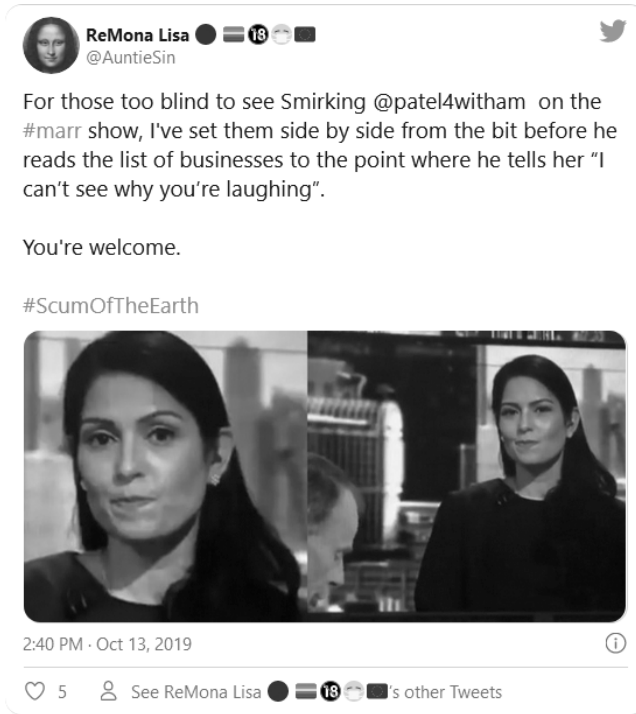 ReMona Lisa 18
@AuntieSin
For those too blind to see Smirking @patel4witham on the
#marr show, I've set them side by side from the bit before he
reads the list of businesses to the point where he tells her “I
can’t see why you’re laughing”.
You're welcome.
#ScumOfTheEarth
2:40 PM · Oct 13, 2019
5 See ReMona Lisa 18 's other Tweets